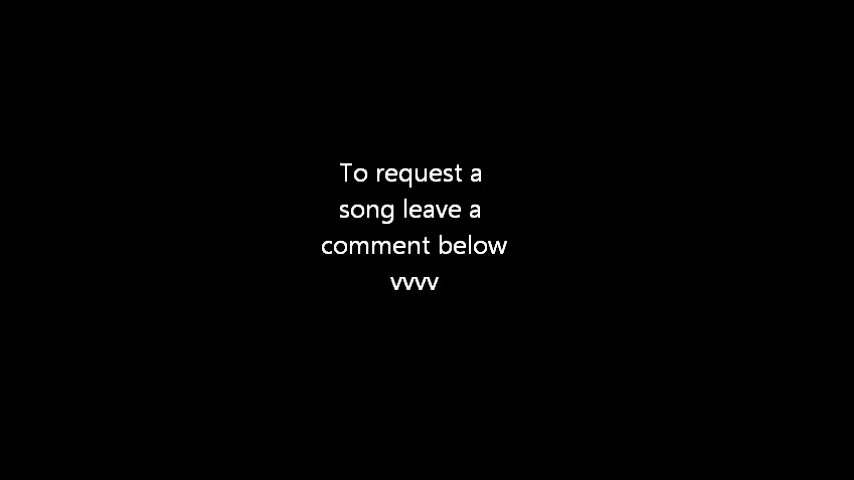 To request a
song leave a
comment below
vvvv